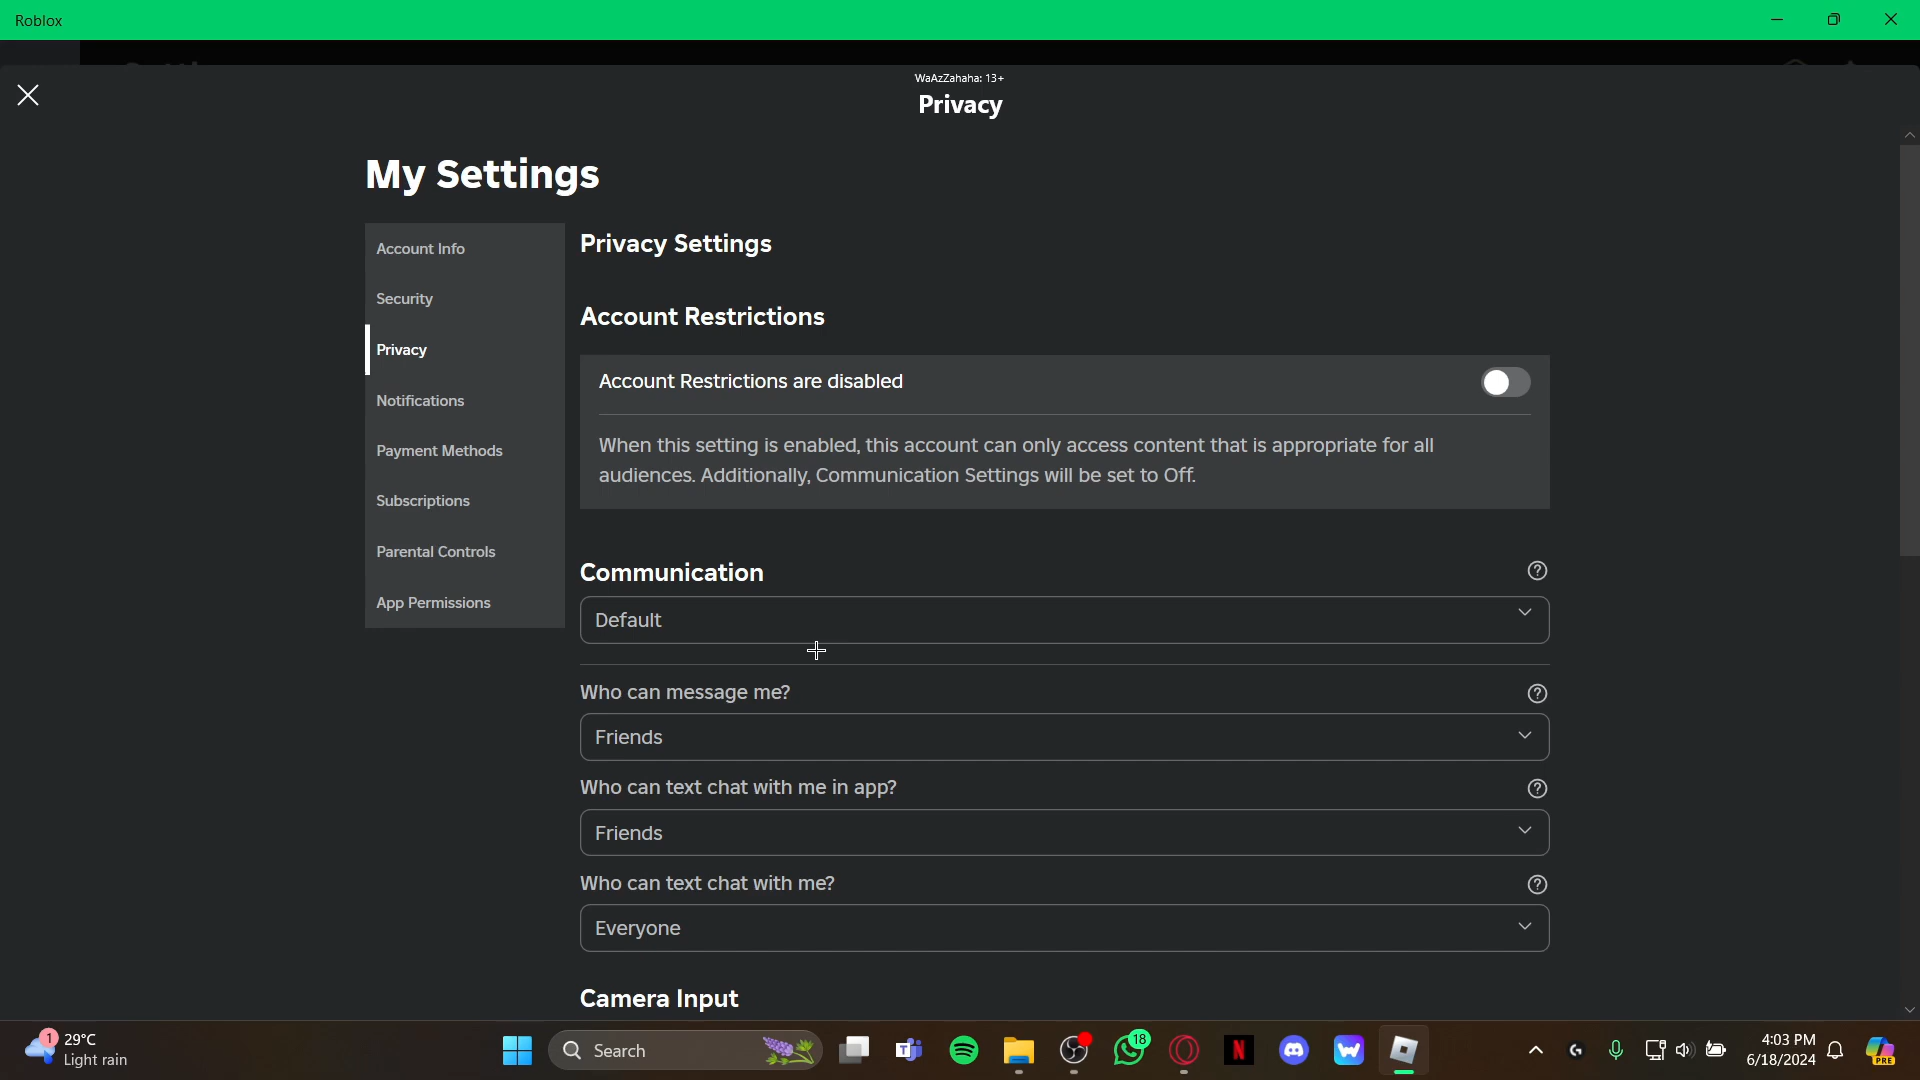 Roblox
WaAzZahaha: 13+
Privacy
My Settings
Account Info
Security
Privacy
Notifications
Payment Methods
Subscriptions
Parental Controls
App Permissions
Privacy Settings
Account Restrictions
Account Restrictions are disabled
When this setting is enabled, this account can only access content that is appropriate for all
audiences. Additionally, Communication Settings will be set to Off.
Communication
Default
Who can message me?
Friends
Who can text chat with me in app?
Friends
Who can text chat with me?
Everyone
Camera Input
1
29°C
Light rain
Search
18
4:03 PM
6/18/2024
PRE